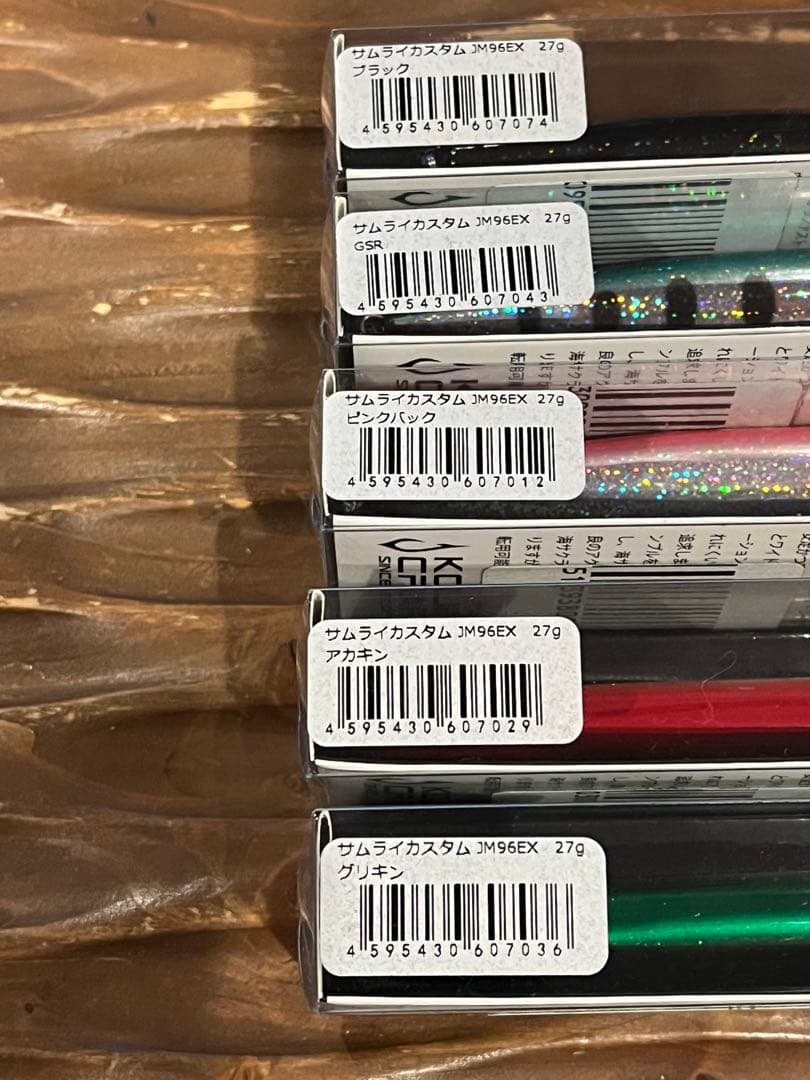 サムライカスタム JM96EX 27g
ブラック
4 595430 607074
サムライカスタム JM96EX 27g
GSR
4 595430 607043
サムライカスタム JM96EX 27g
ピンクバック
4 595430 607012
SINCE
サムライカスタム JM96EX 27g
アカキン
4 595430 607029
サムライカスタム JM96EX 27g
グリキン
4 595430 607036